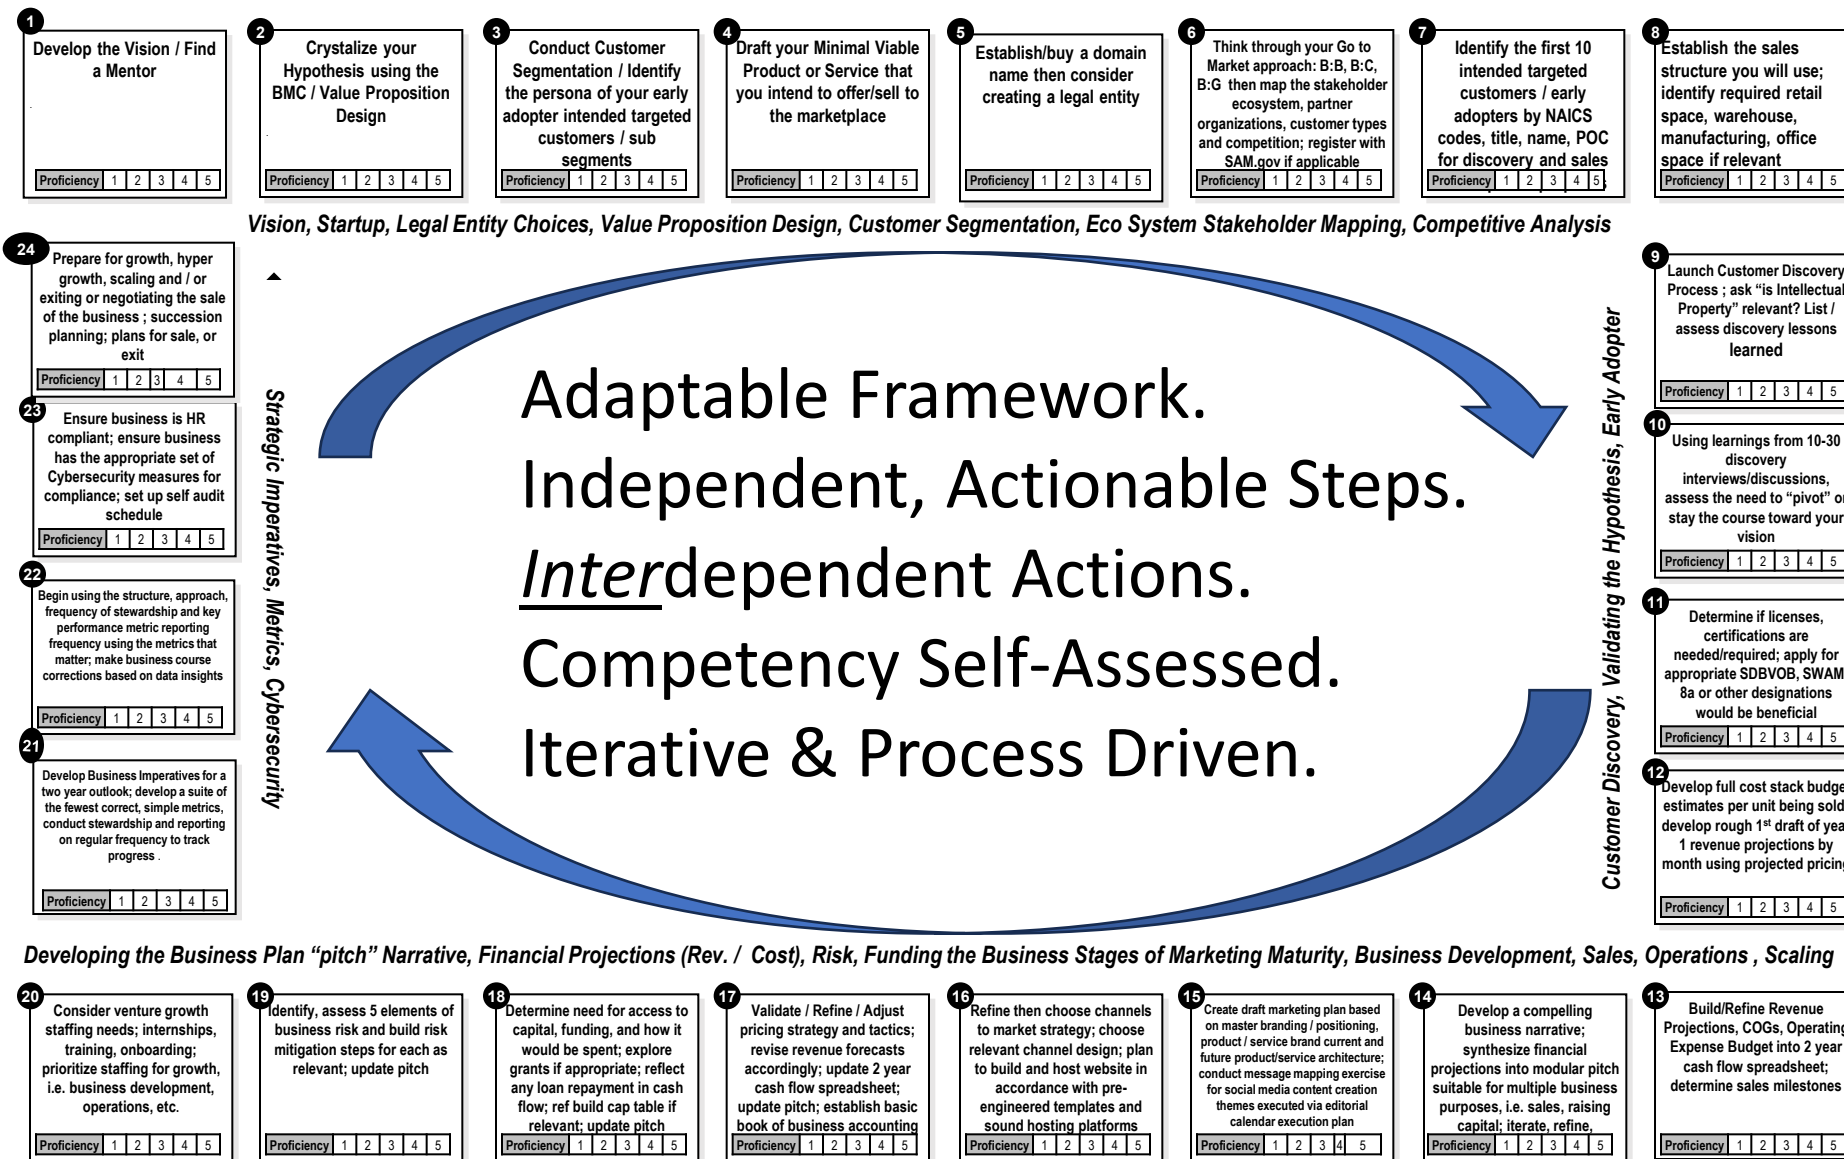 1
Develop the Vision / Find
a Mentor
.
Proficiency 1 2 3 4 5
2
Crystalize your
Hypothesis using the
BMC / Value Proposition
Design
.
Proficiency 1 2 3 4 5
3
Conduct Customer
Segmentation / Identify
the persona of your early
adopter intended targeted
customers / sub
segments
Proficiency 1 2 3 4 5
4
Draft your Minimal Viable
Product or Service that
you intend to offer/sell to
the marketplace
Proficiency 1 2 3 4 5
5
Establish/buy a domain
name then consider
creating a legal entity
Proficiency 1 2 3 4 5
6
Think through your Go to
Market approach: B:B, B:C,
B:G then map the stakeholder
ecosystem, partner
organizations, customer types
and competition; register with
SAM.gov if applicable
Proficiency 1 2 3 4 5
7
Identify the first 10
intended targeted
customers / early
adopters by NAICS
codes, title, name, POC
for discovery and sales
Proficiency 1 2 3 4 5
8
Establish the sales
structure you will use;
identify required retail
space, warehouse,
manufacturing, office
space if relevant
Proficiency 1 2 3 4 5
Vision, Startup, Legal Entity Choices, Value Proposition Design, Customer Segmentation, Eco System Stakeholder Mapping, Competitive Analysis
9
Launch Customer Discovery
Process ; ask “is Intellectual
Property” relevant? List /
assess discovery lessons
learned
Proficiency 1 2 3 4 5
10
Using learnings from 10-30
discovery
interviews/discussions,
assess the need to “pivot” or
stay the course toward your
vision
Proficiency 1 2 3 4 5
11
Determine if licenses,
certifications are
needed/required; apply for
appropriate SDBVOB, SWAM,
8a or other designations
would be beneficial
Proficiency 1 2 3 4 5
12
Develop full cost stack budge
estimates per unit being sold
develop rough 1st draft of yea
1 revenue projections by
month using projected pricing
Proficiency 1 2 3 4 5
Customer Discovery, Validating the Hypothesis, Early Adopter
Adaptable Framework.
Independent, Actionable Steps.
Interdependent Actions.
Competency Self-Assessed.
Iterative & Process Driven.
Strategic Imperatives, Metrics, Cybersecurity
24
Prepare for growth, hyper
growth, scaling and / or
exiting or negotiating the sale
of the business ; succession
planning; plans for sale, or
exit
Proficiency 1 2 3 4 5
23
Ensure business is HR
compliant; ensure business
has the appropriate set of
Cybersecurity measures for
compliance; set up self audit
schedule
Proficiency 1 2 3 4 5
22
Begin using the structure, approach,
frequency of stewardship and key
performance metric reporting
frequency using the metrics that
matter; make business course
corrections based on data insights
Proficiency 1 2 3 4 5
21
Develop Business Imperatives for a
two year outlook; develop a suite of
the fewest correct, simple metrics,
conduct stewardship and reporting
on regular frequency to track
progress .
Proficiency 1 2 3 4 5
Developing the Business Plan “pitch” Narrative, Financial Projections (Rev. / Cost), Risk, Funding the Business Stages of Marketing Maturity, Business Development, Sales, Operations , Scaling
20
Consider venture growth
staffing needs; internships,
training, onboarding;
prioritize staffing for growth,
i.e. business development,
operations, etc.
Proficiency 1 2 3 4 5
19
Identify, assess 5 elements of
business risk and build risk
mitigation steps for each as
relevant; update pitch
Proficiency 1 2 3 4 5
18
Determine need for access to
capital, funding, and how it
would be spent; explore
grants if appropriate; reflect
any loan repayment in cash
flow; ref build cap table if
relevant; update pitch
Proficiency 1 2 3 4 5
17
Validate / Refine / Adjust
pricing strategy and tactics;
revise revenue forecasts
accordingly; update 2 year
cash flow spreadsheet;
update pitch; establish basic
book of business accounting
Proficiency 1 2 3 4 5
16
Refine then choose channels
to market strategy; choose
relevant channel design; plan
to build and host website in
accordance with pre-
engineered templates and
sound hosting platforms
Proficiency 1 2 3 4 5
15
Create draft marketing plan based
on master branding / positioning,
product / service brand current and
future product/service architecture;
conduct message mapping exercise
for social media content creation
themes executed via editorial
calendar execution plan
Proficiency 1 2 3 4 5
14
Develop a compelling
business narrative;
synthesize financial
projections into modular pitch
suitable for multiple business
purposes, i.e. sales, raising
capital; iterate, refine,
Proficiency 1 2 3 4 5
13
Build/Refine Revenue
Projections, COGs, Operating
Expense Budget into 2 year
cash flow spreadsheet;
determine sales milestones
Proficiency 1 2 3 4 5